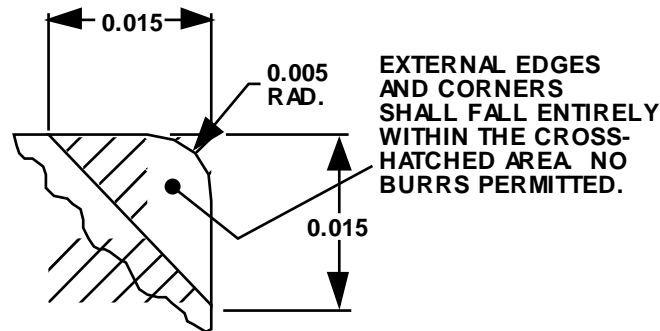 0.015
0.005
RAD.
EXTERNAL EDGES
AND CORNERS
SHALL FALL ENTIRELY
WITHIN THE CROSS-
HATCHED AREA. NO
BURRS PERMITTED.
0.015